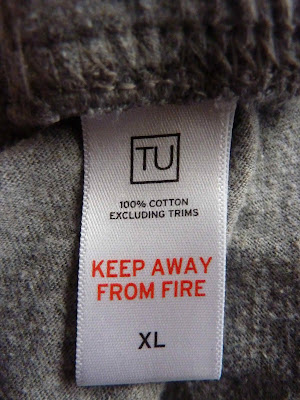 TU
100% COTTON
EXCLUDING TRIMS
KEEP AWAY
FROM FIRE
XL